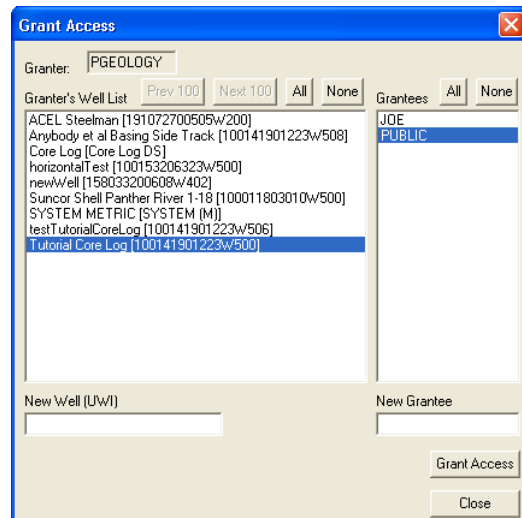 Grant Access
Granter: PGEOLOGY
Granter's Well List Prev 100 Next 100 All None Grantees All None
ACEL Steelman [191072700505W200]
Anybody et al Basing Side Track [100141901223W508]
Core Log [Core Log DS]
horizontalTest [100153206323W500]
newWell [158033200608W402]
Suncor Shell Panther River 1-18 [100011803010W500]
SYSTEM METRIC [SYSTEM (M)]
testTutorialCoreLog [100141901223W506]
Tutorial Core Log [100141901223W500]
JOE
PUBLIC
New Well (UWI) New Grantee
Grant Access
Close